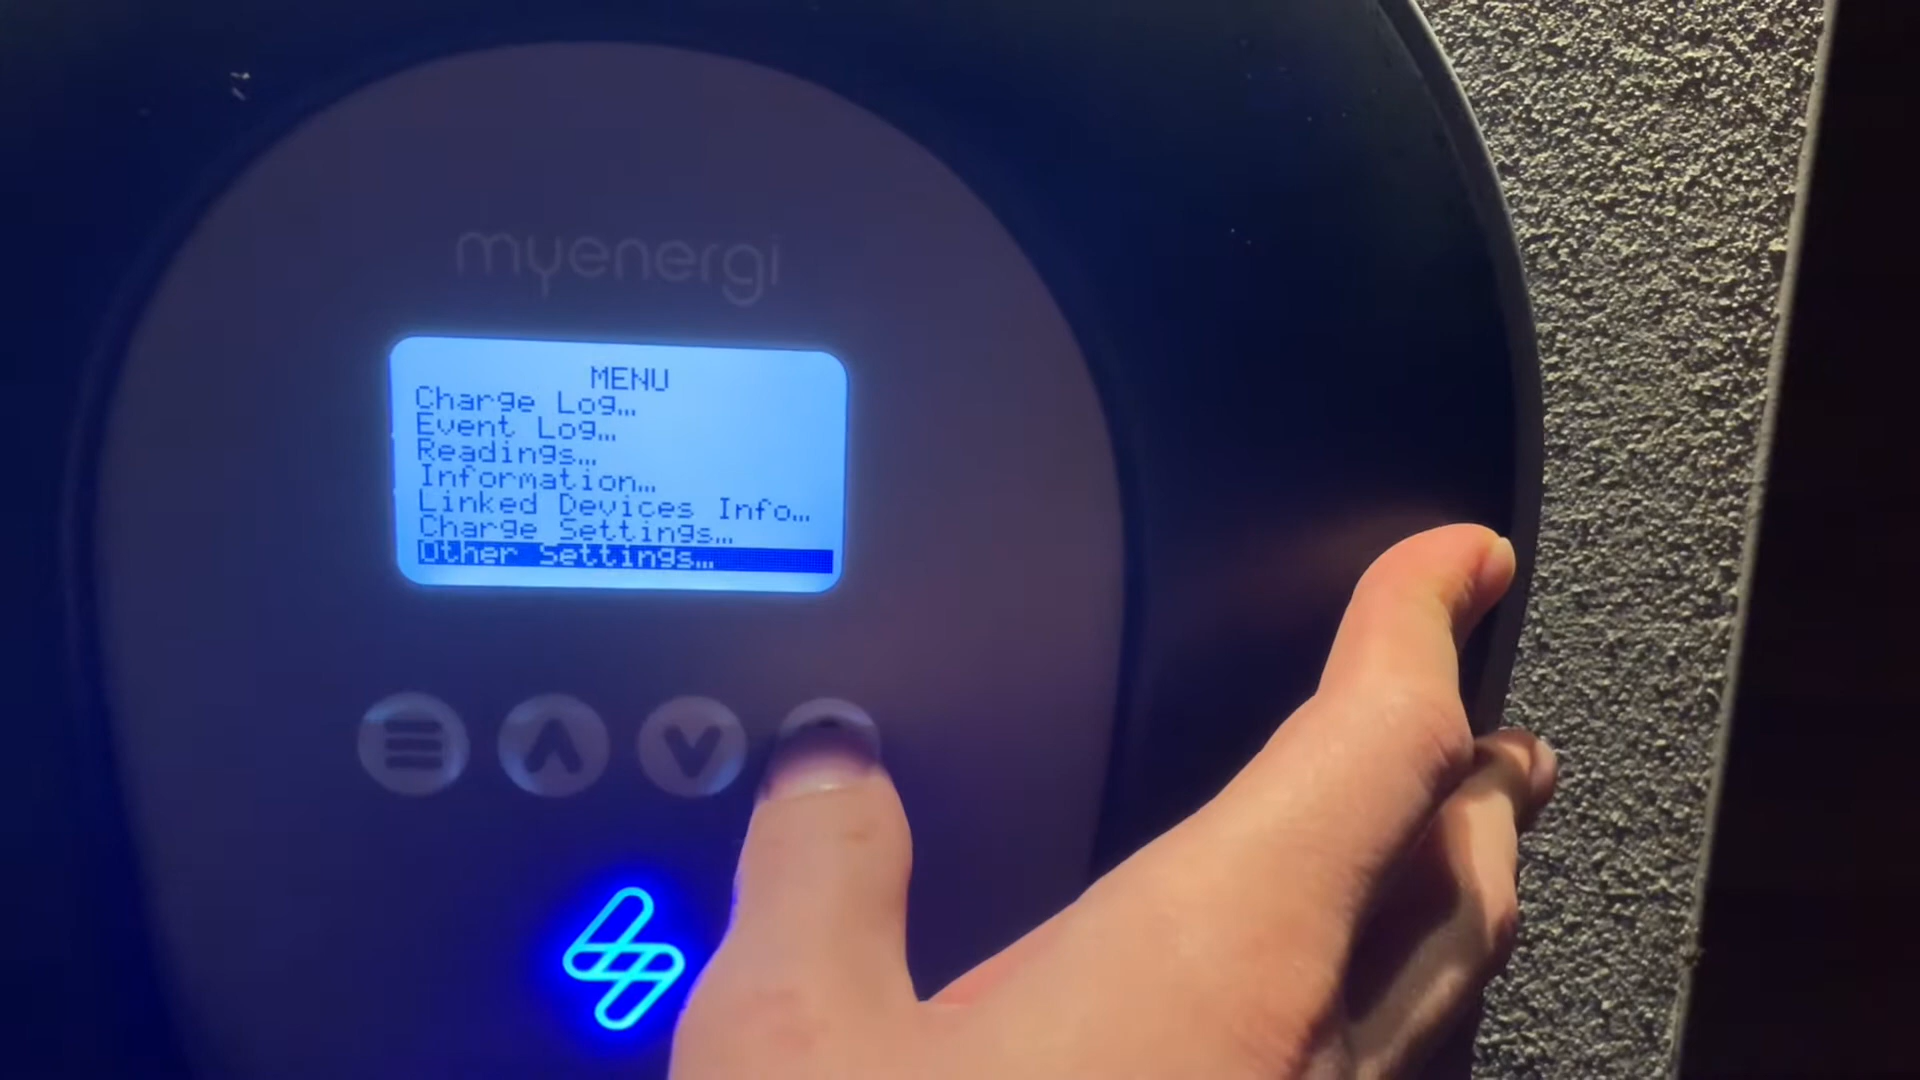 myenergi
MENU
Charge Log…
Event Log…
Readings…
Information…
Linked Devices Info…
Charge Settings…
Other Settings…